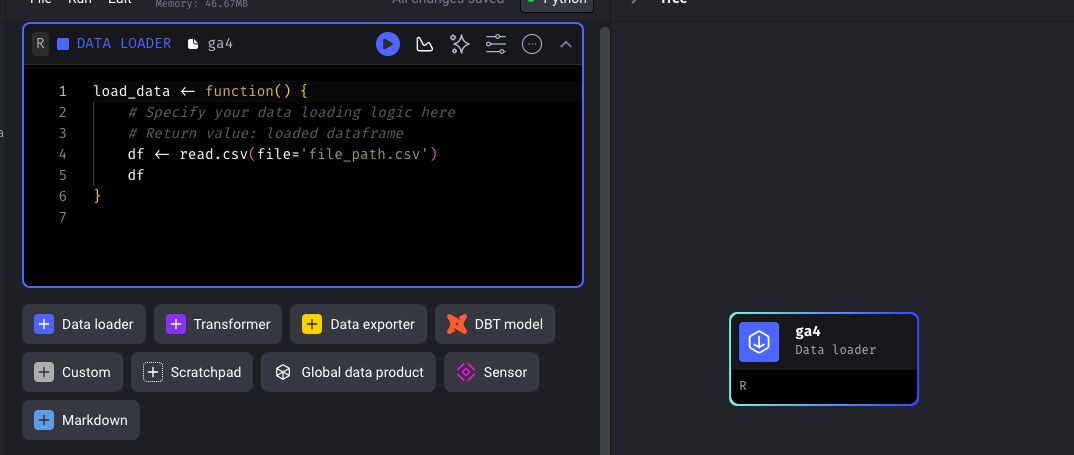 File Run Edit Memory: 46.67MB All changes saved Python
Tree
R DATA LOADER ga4
1 load_data <- function() {
2 # Specify your data loading logic here
3 # Return value: loaded dataframe
4 df <- read.csv(file='file_path.csv')
5 df
6 }
7
Data loader Transformer Data exporter DBT model
Custom Scratchpad Global data product Sensor
Markdown
ga4
Data loader
R